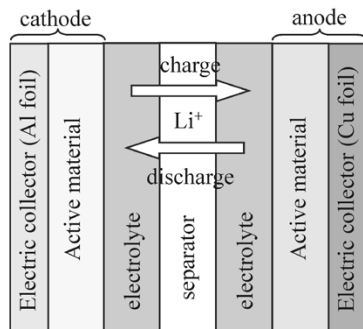 cathode
anode
charge
Li⁺
discharge
Electric collector (Al foil)
Active material
electrolyte
separator
electrolyte
Active material
Electric collector (Cu foil)